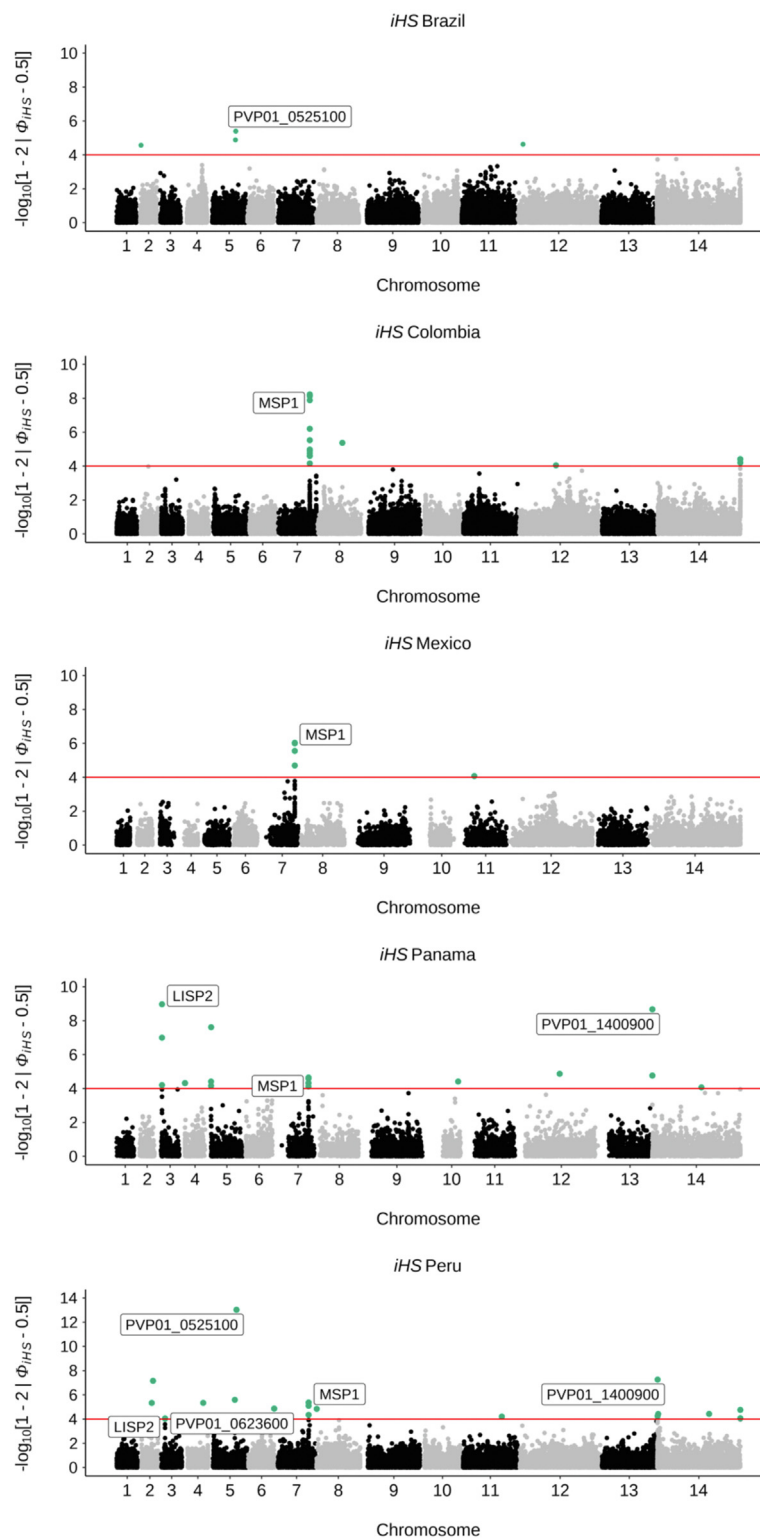 iHS Brazil
-log10[1 - 2 | ΦiHS - 0.5|]
10
8
6
4
2
0
PVP01_0525100
1 2 3 4 5 6 7 8 9 10 11 12 13 14
Chromosome
iHS Colombia
-log10[1 - 2 | ΦiHS - 0.5|]
10
8
6
4
2
0
MSP1
1 2 3 4 5 6 7 8 9 10 11 12 13 14
Chromosome
iHS Mexico
-log10[1 - 2 | ΦiHS - 0.5|]
10
8
6
4
2
0
MSP1
1 2 3 4 5 6 7 8 9 10 11 12 13 14
Chromosome
iHS Panama
-log10[1 - 2 | ΦiHS - 0.5|]
10
8
6
4
2
0
LISP2
PVP01_1400900
MSP1
1 2 3 4 5 6 7 8 9 10 11 12 13 14
Chromosome
iHS Peru
-log10[1 - 2 | ΦiHS - 0.5|]
14
12
10
8
6
4
2
0
PVP01_0525100
MSP1
PVP01_1400900
LISP2
PVP01_0623600
1 2 3 4 5 6 7 8 9 10 11 12 13 14
Chromosome